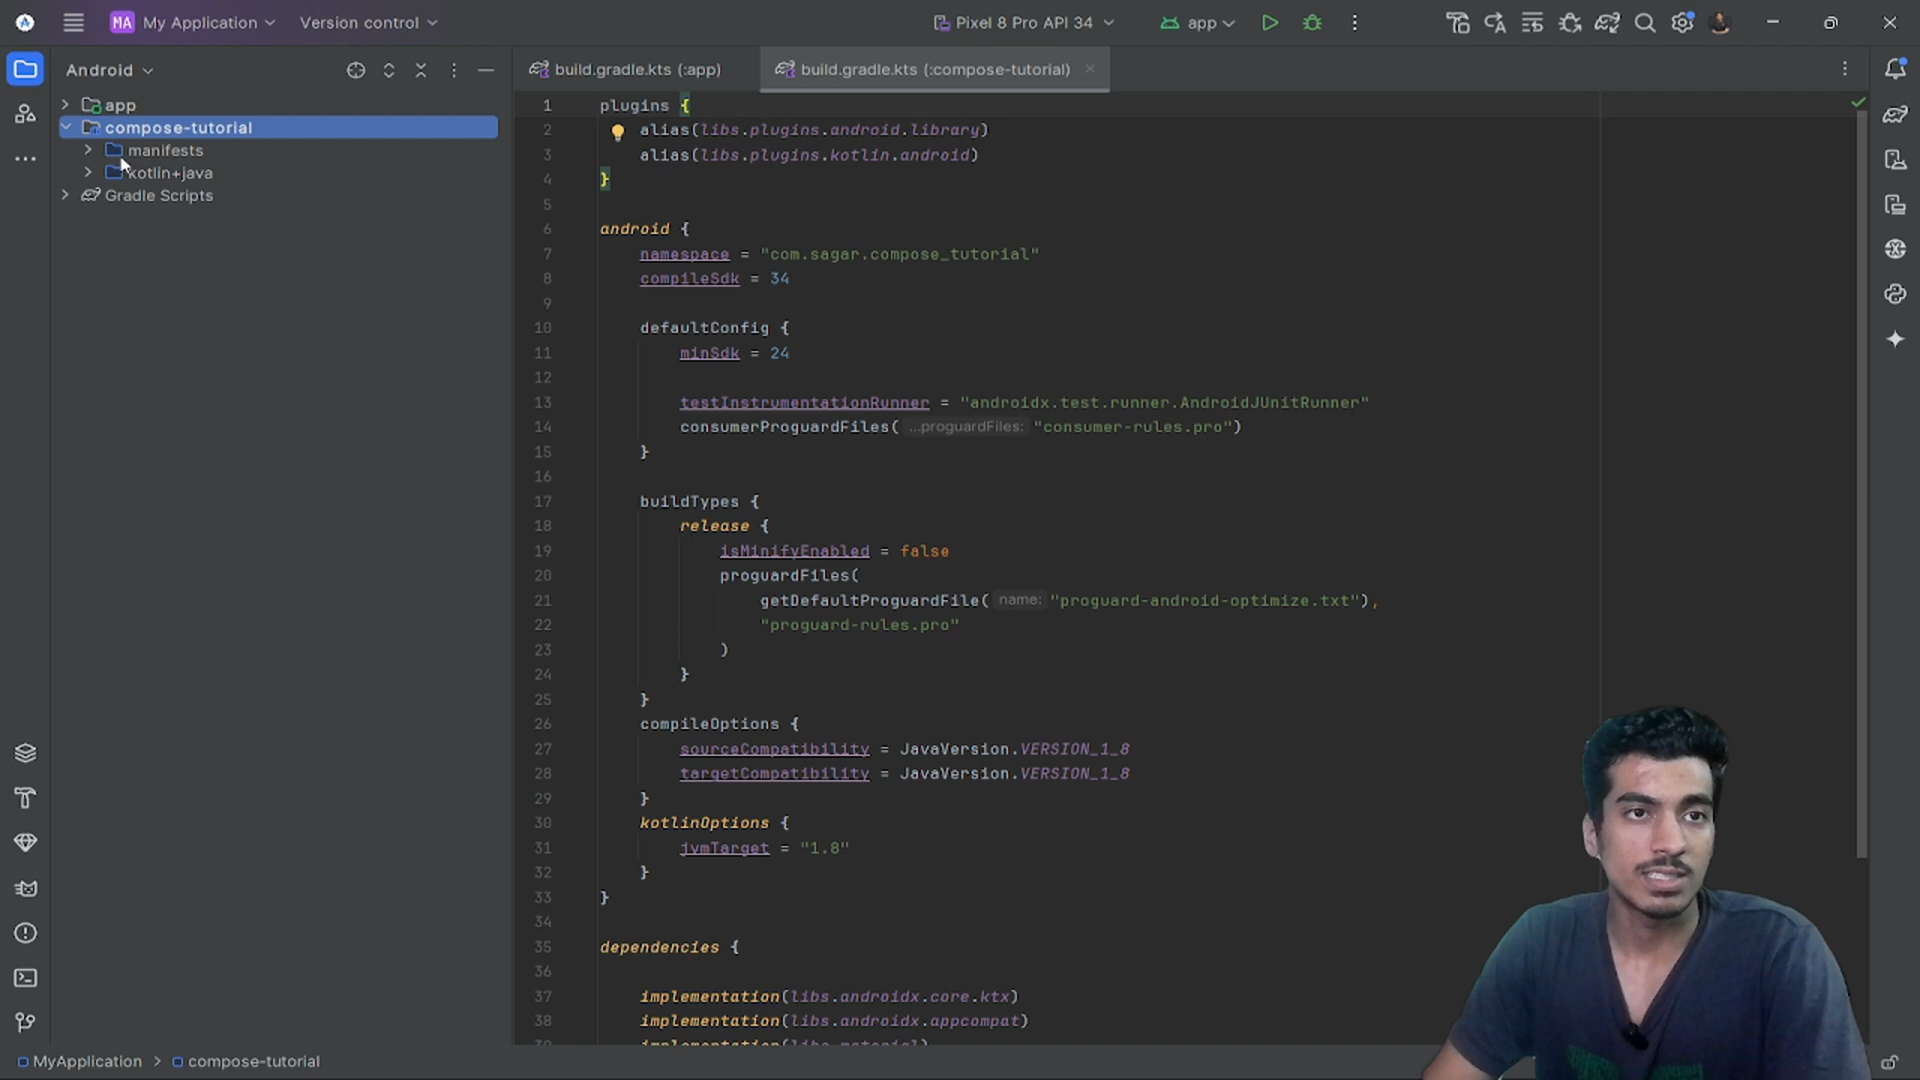 MA My Application
Version control
Pixel 8 Pro API 34
app
Android
build.gradle.kts (:app)
build.gradle.kts (:compose-tutorial)
app
compose-tutorial
manifests
kotlin+java
Gradle Scripts
1 plugins {
2 alias(libs.plugins.android.library)
3 alias(libs.plugins.kotlin.android)
4 }
5
6 android {
7 namespace = "com.sagar.compose_tutorial"
8 compileSdk = 34
9
10 defaultConfig {
11 minSdk = 24
12
13 testInstrumentationRunner = "androidx.test.runner.AndroidJUnitRunner"
14 consumerProguardFiles( ...proguardFiles: "consumer-rules.pro")
15 }
16
17 buildTypes {
18 release {
19 isMinifyEnabled = false
20 proguardFiles(
21 getDefaultProguardFile( name: "proguard-android-optimize.txt"),
22 "proguard-rules.pro"
23 )
24 }
25 }
26 compileOptions {
27 sourceCompatibility = JavaVersion.VERSION_1_8
28 targetCompatibility = JavaVersion.VERSION_1_8
29 }
30 kotlinOptions {
31 jvmTarget = "1.8"
32 }
33 }
34
35 dependencies {
36
37 implementation(libs.androidx.core.ktx)
38 implementation(libs.androidx.appcompat)
39 implementation(libs.material)
MyApplication > compose-tutorial